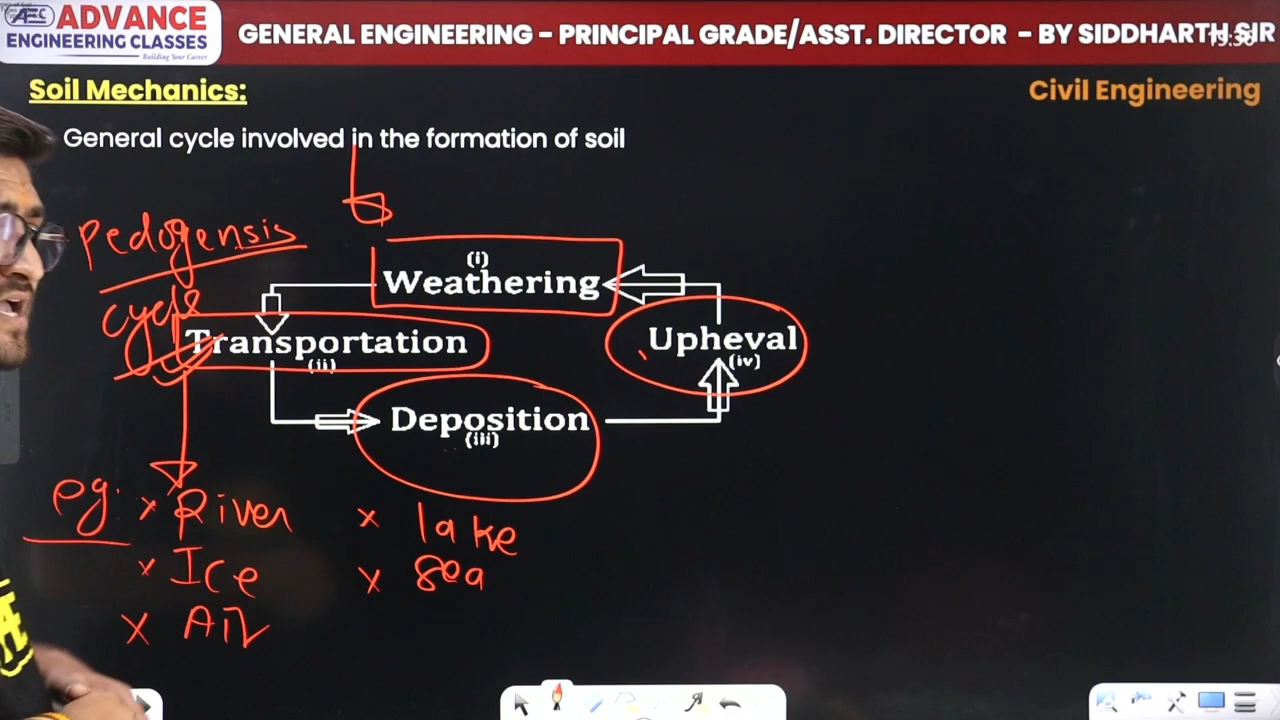 AEC ADVANCE
ENGINEERING CLASSES
Building Your Career
GENERAL ENGINEERING - PRINCIPAL GRADE/ASST. DIRECTOR - BY SIDDHARTH SIR
Soil Mechanics:
Civil Engineering
General cycle involved in the formation of soil
Pedogensis
cycle
(i)
Weathering
Transportation
(ii)
Upheval
(iv)
Deposition
(iii)
eg. x River x lake
x Ice x Sea
x Air